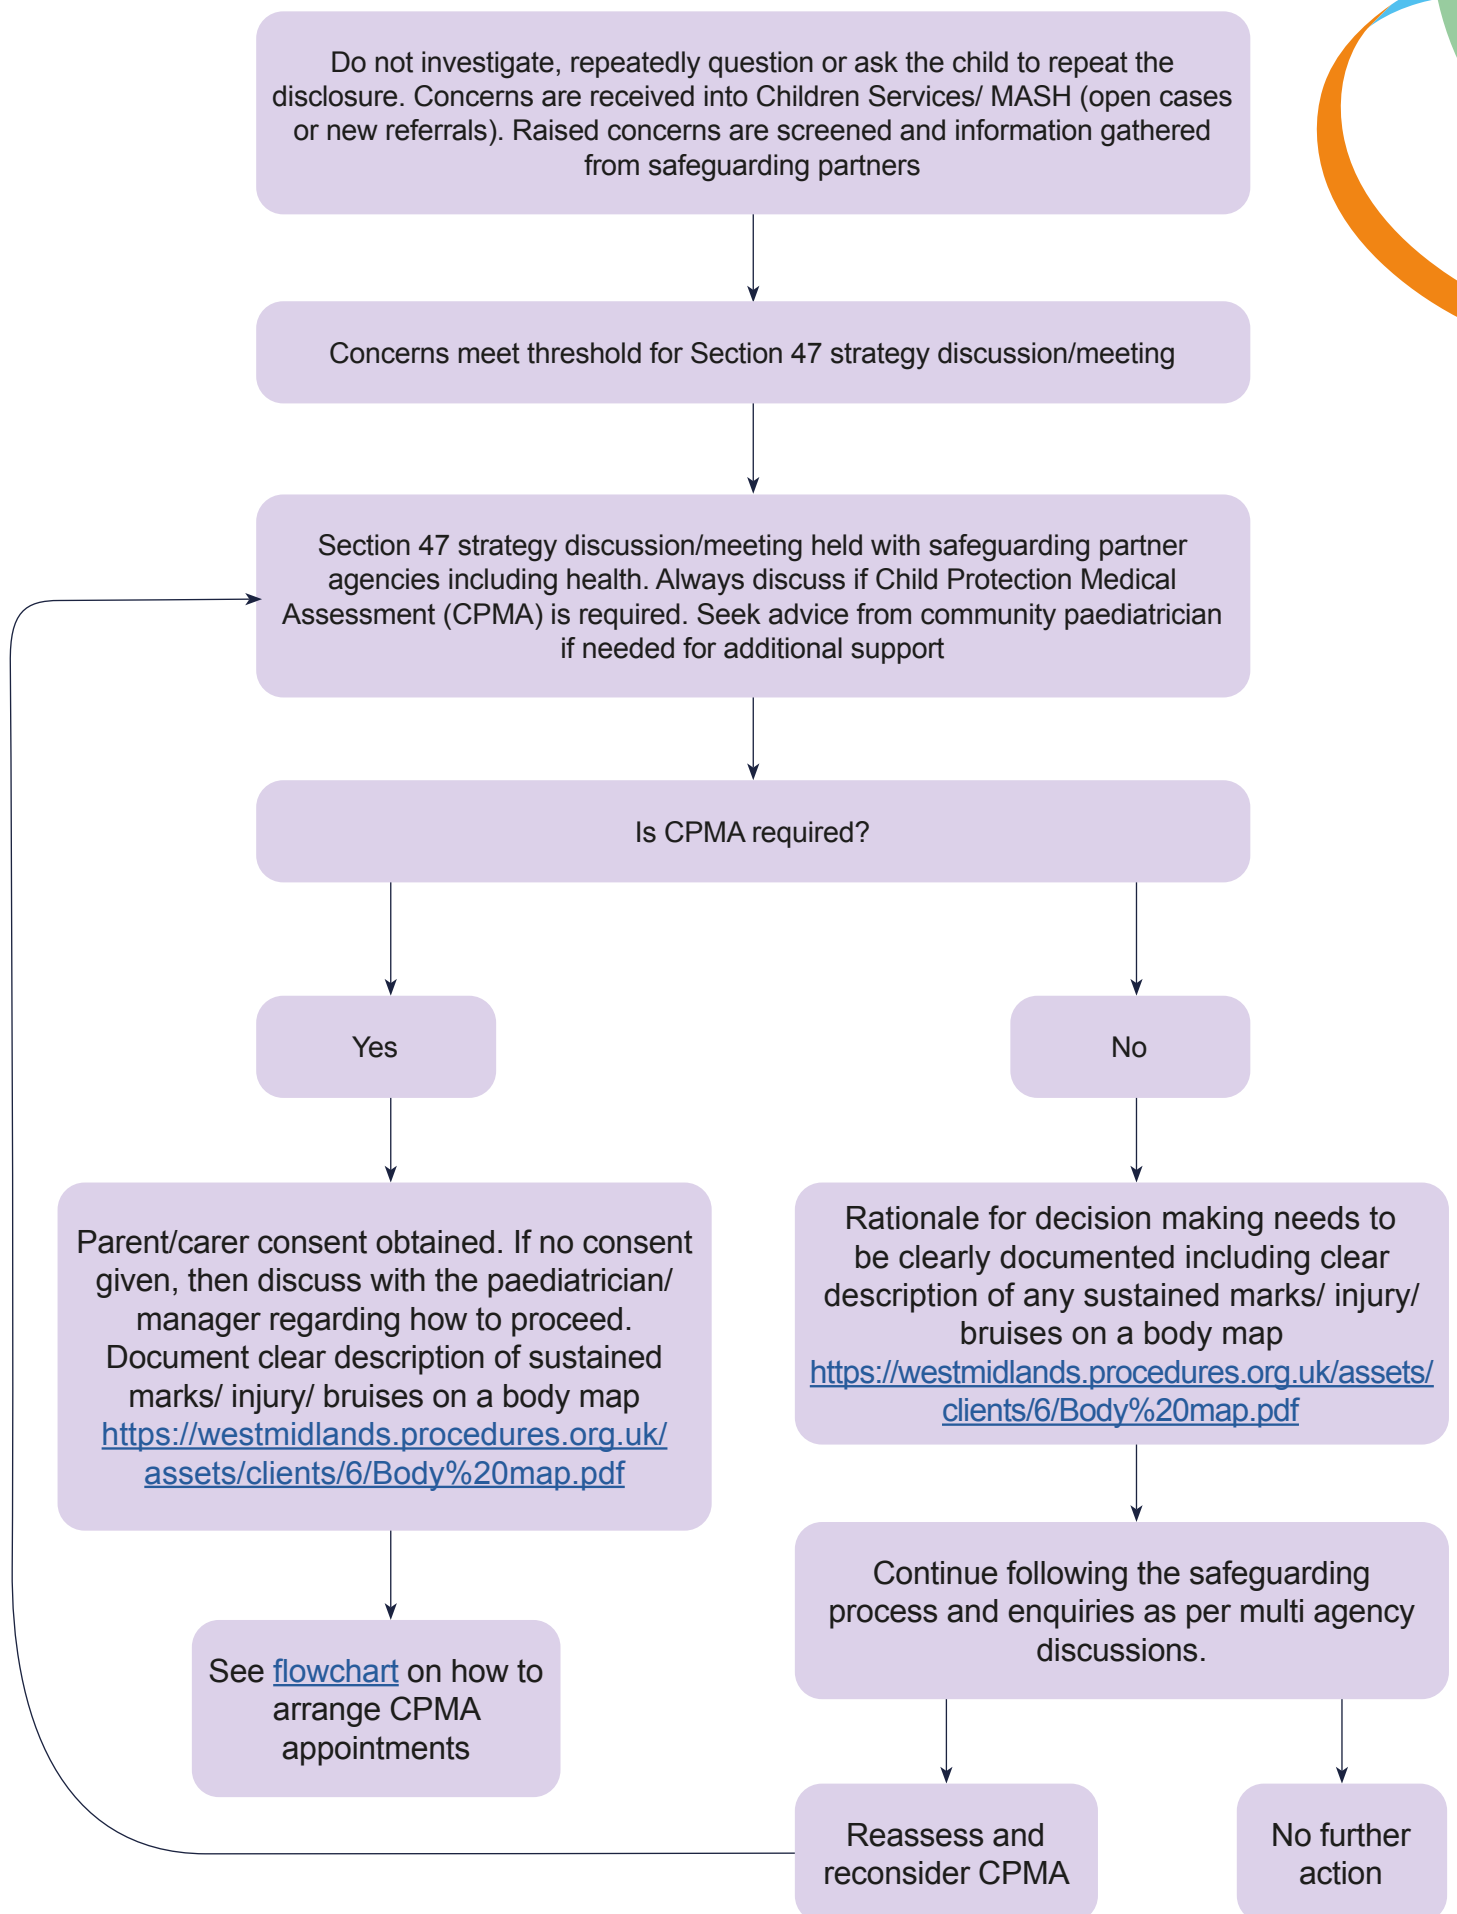 Do not investigate, repeatedly question or ask the child to repeat the
disclosure. Concerns are received into Children Services/ MASH (open cases
or new referrals). Raised concerns are screened and information gathered
from safeguarding partners
Concerns meet threshold for Section 47 strategy discussion/meeting
Section 47 strategy discussion/meeting held with safeguarding partner
agencies including health. Always discuss if Child Protection Medical
Assessment (CPMA) is required. Seek advice from community paediatrician
if needed for additional support
Is CPMA required?
Yes
No
Parent/carer consent obtained. If no consent
given, then discuss with the paediatrician/
manager regarding how to proceed.
Document clear description of sustained
marks/ injury/ bruises on a body map
https://westmidlands.procedures.org.uk/
assets/clients/6/Body%20map.pdf
Rationale for decision making needs to
be clearly documented including clear
description of any sustained marks/ injury/
bruises on a body map
https://westmidlands.procedures.org.uk/assets/
clients/6/Body%20map.pdf
Continue following the safeguarding
process and enquiries as per multi agency
discussions.
See flowchart on how to
arrange CPMA
appointments
Reassess and
reconsider CPMA
No further
action